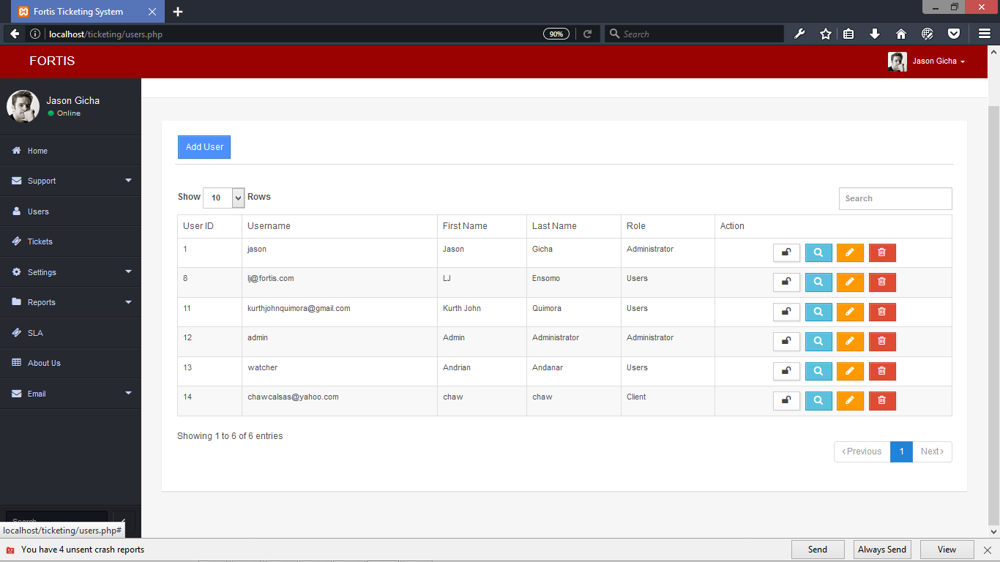 Fortis Ticketing System
localhost/ticketing/users.php
90%
Search
FORTIS
Jason Gicha
Jason Gicha
Online
Home
Support
Users
Tickets
Settings
Reports
SLA
About Us
Email
Search
localhost/ticketing/users.php#
Add User
Show 10 Rows
Search
User ID Username First Name Last Name Role Action
1 jason Jason Gicha Administrator
8 lj@fortis.com LJ Ensomo Users
11 kurthjohnquimora@gmail.com Kurth John Quimora Users
12 admin Admin Administrator Administrator
13 watcher Andrian Andanar Users
14 chawcalsas@yahoo.com chaw chaw Client
Showing 1 to 6 of 6 entries
‹ Previous 1 Next ›
You have 4 unsent crash reports
Send Always Send View